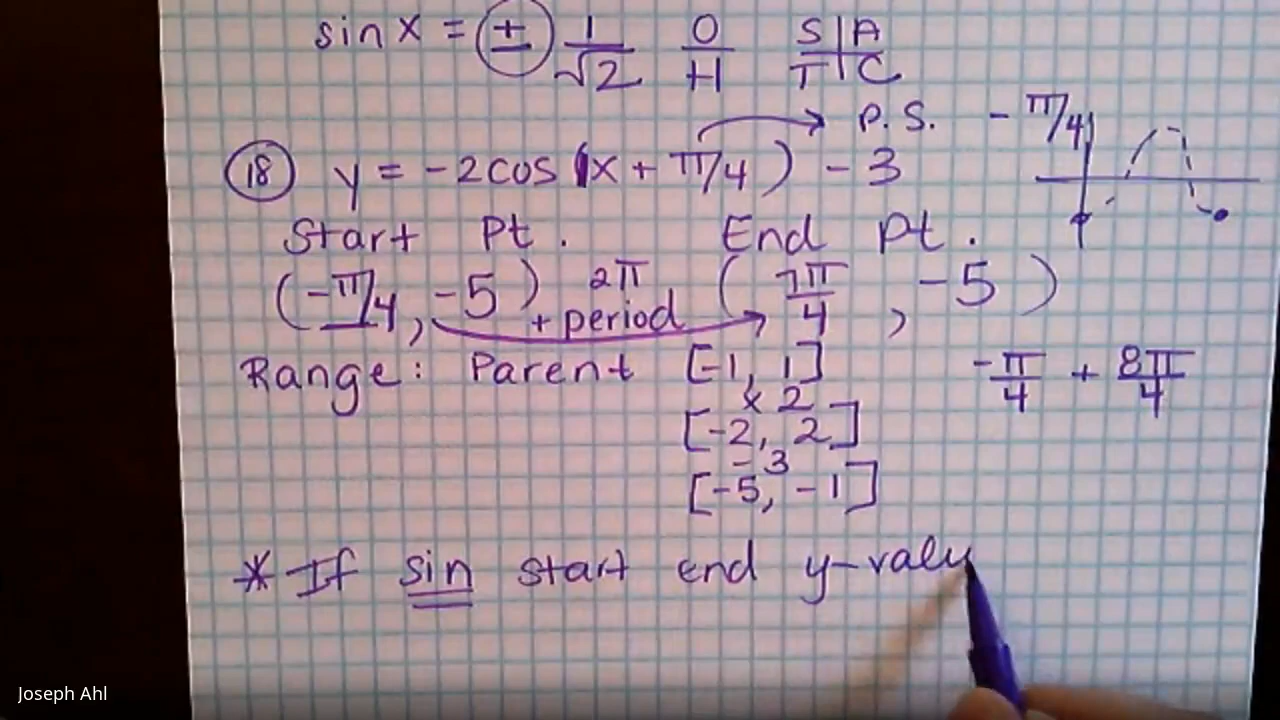 sin x = ± 1/√2 O/H S A T C
P.S. - π/4
18 y = -2cos (x + π/4) - 3
Start Pt. End Pt.
(-π/4, -5) 2π + period (7π/4, -5)
Range: Parent [-1, 1] -π/4 + 8π/4
x 2
[-2, 2]
- 3
[-5, -1]
* If sin start end y-valu
Joseph Ahl